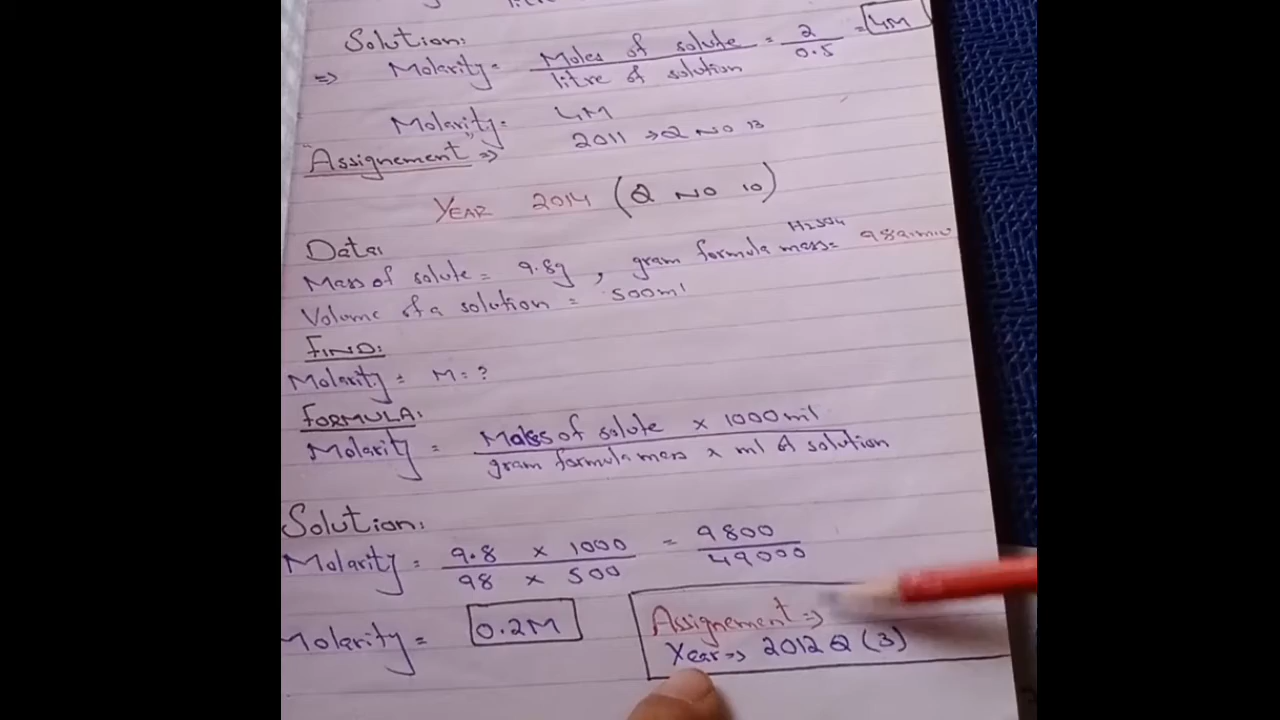 Solution:
=> Molarity = Moles of solute / litre of solution = 2 / 0.5 = 4M
Molarity = 4M
"Assignement" => 2011 → Q NO 13
YEAR 2014 (Q NO 10)
Data:
Mass of solute = 9.8g, gram formula mass H2SO4 = 98a.m.u
Volume of a solution = 500ml
FIND:
Molarity = M = ?
FORMULA:
Molarity = Moles of solute x 1000ml / gram formula mass x ml of solution
Solution:
Molarity = 9.8 x 1000 / 98 x 500 = 9800 / 49000
Molarity = 0.2M
Assignement =>
Year => 2012 Q (3)